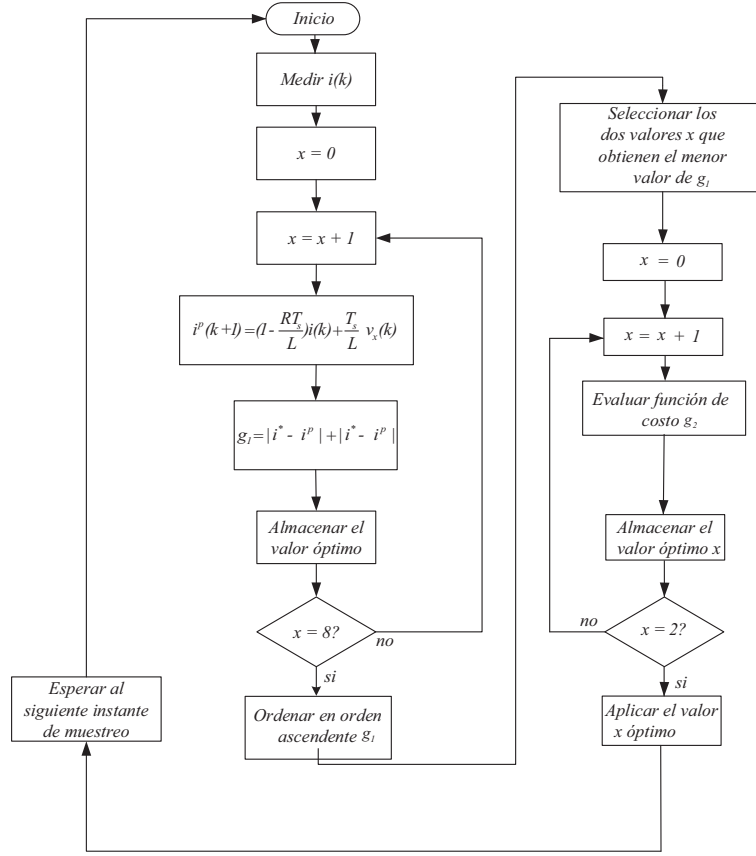 Inicio
Medir i(k)
x = 0
x = x + 1
i^p(k+1)=(1-\frac{RT_s}{L})i(k)+\frac{T_s}{L} v_x(k)
g_1=|i^* - i^p|+|i^* - i^p|
Almacenar el
valor óptimo
x = 8?
no
si
Ordenar en orden
ascendente g_1
Seleccionar los
dos valores x que
obtienen el menor
valor de g_1
x = 0
x = x + 1
Evaluar función de
costo g_2
Almacenar el
valor óptimo x
x = 2?
no
si
Aplicar el valor
x óptimo
Esperar al
siguiente instante
de muestreo